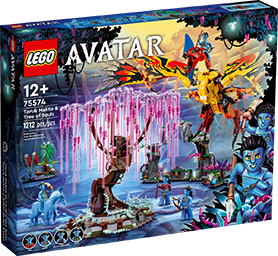 LEGO
AVATAR
12+
75574
Toruk Makto &
Tree of Souls
1212 pcs/pzs